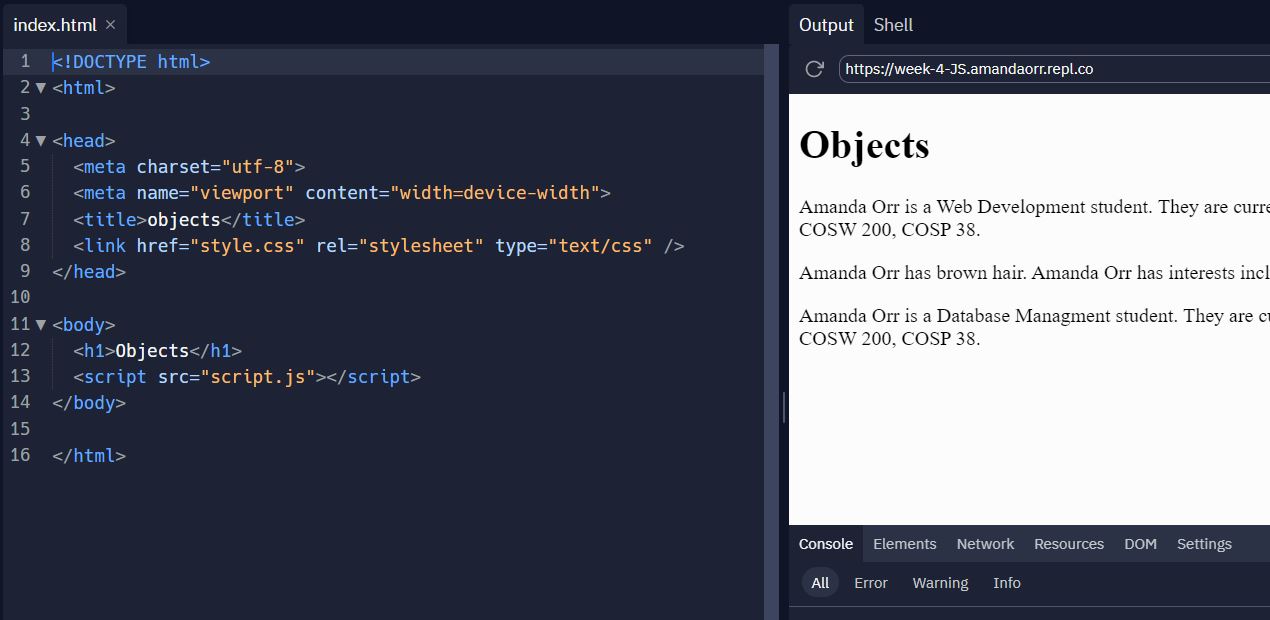 index.html ×
1 <!DOCTYPE html>
2 <html>
3
4 <head>
5 <meta charset="utf-8">
6 <meta name="viewport" content="width=device-width">
7 <title>objects</title>
8 <link href="style.css" rel="stylesheet" type="text/css" />
9 </head>
10
11 <body>
12 <h1>Objects</h1>
13 <script src="script.js"></script>
14 </body>
15
16 </html>
Output Shell
https://week-4-JS.amandaorr.repl.co
Objects
Amanda Orr is a Web Development student. They are curre
COSW 200, COSP 38.
Amanda Orr has brown hair. Amanda Orr has interests incl
Amanda Orr is a Database Managment student. They are cu
COSW 200, COSP 38.
Console Elements Network Resources DOM Settings
All Error Warning Info